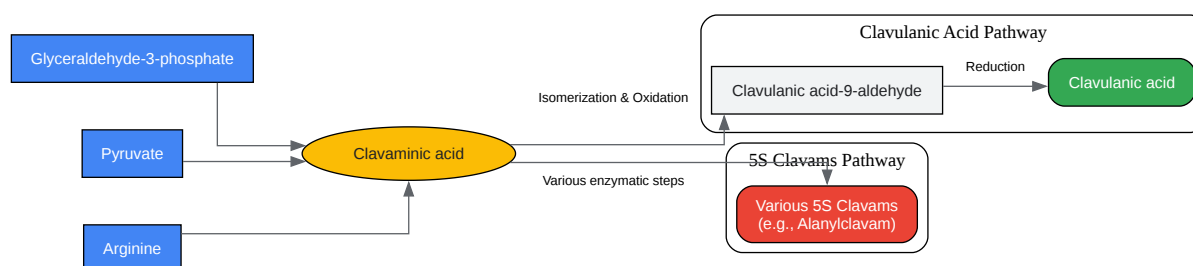 Clavulanic Acid Pathway
Glyceraldehyde-3-phosphate
Reduction
Clavulanic acid-9-aldehyde
Clavulanic acid
Isomerization & Oxidation
Pyruvate
Clavaminic acid
5S Clavams Pathway
Various enzymatic steps
Various 5S Clavams
(e.g., Alanylclavam)
Arginine